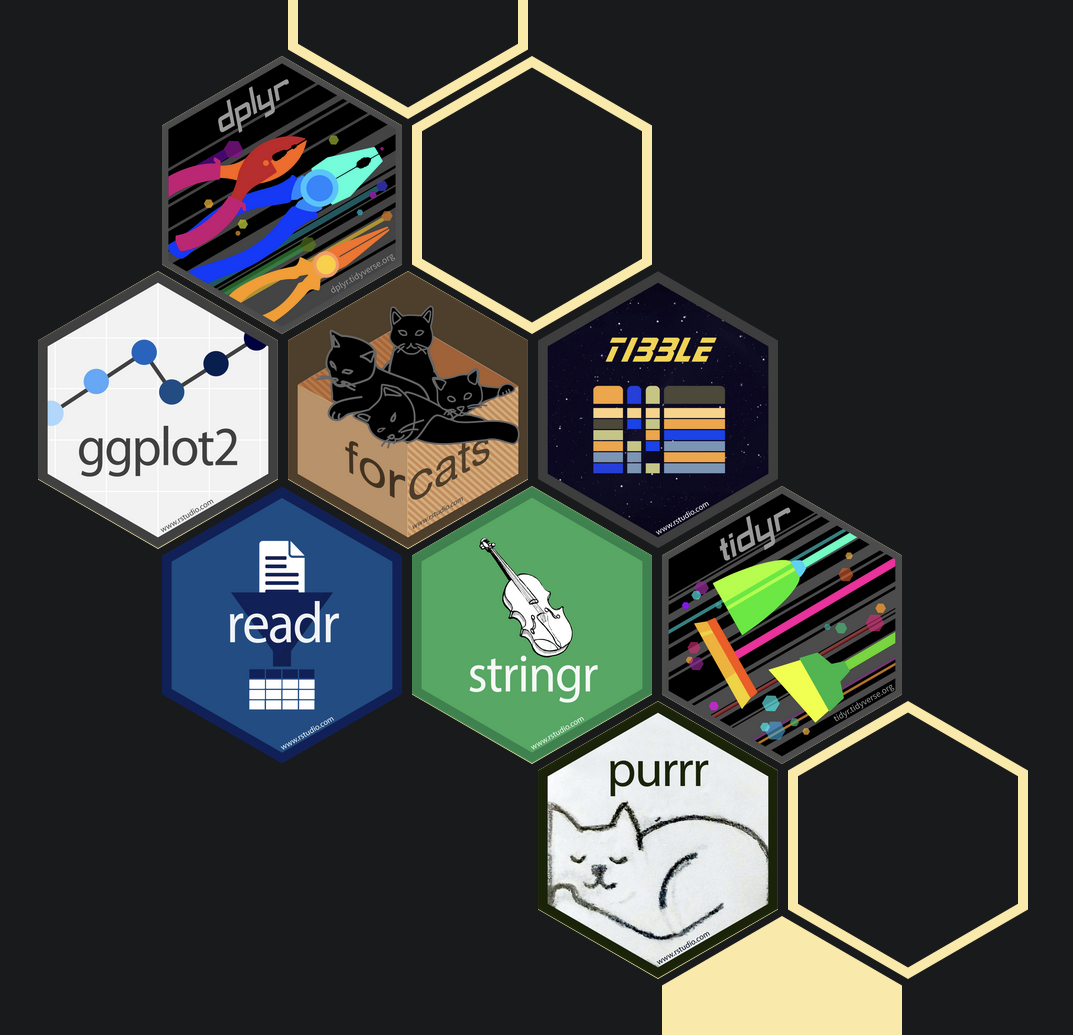 dplyr
dplyr.tidyverse.org
ggplot2
www.rstudio.com
forcats
www.rstudio.com
TIBBLE
www.rstudio.com
readr
www.rstudio.com
stringr
www.rstudio.com
tidyr
tidyr.tidyverse.org
purrr
www.rstudio.com